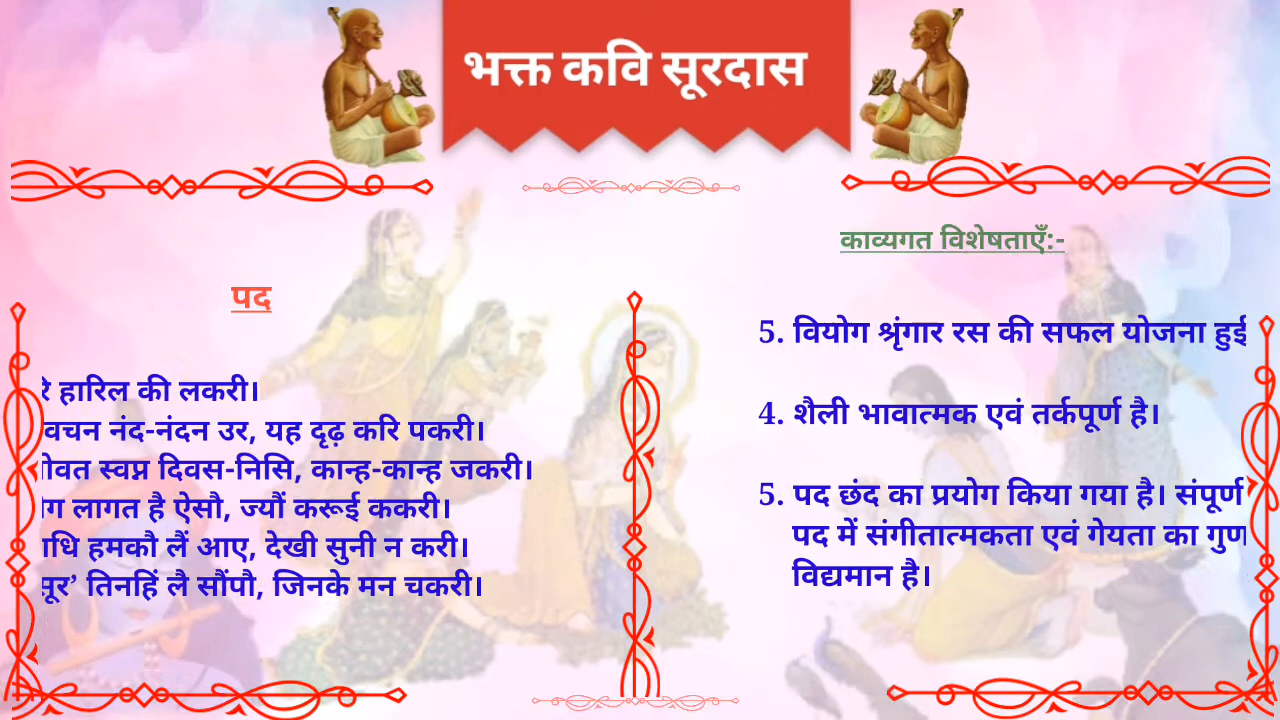 भक्त कवि सूरदास
पद
हारिल की लकरी।
वचन नंद-नंदन उर, यह दृढ़ करि पकरी।
स्वप्न दिवस-निसि, कान्ह-कान्ह जकरी।
लागत है ऐसौ, ज्यौं करूई ककरी।
हमकौ लैं आए, देखी सुनी न करी।
तिनहिं लै सौंपौ, जिनके मन चकरी।
काव्यगत विशेषताएँ:-
5. वियोग श्रृंगार रस की सफल योजना हुई
4. शैली भावात्मक एवं तर्कपूर्ण है।
5. पद छंद का प्रयोग किया गया है। संपूर्ण
पद में संगीतात्मकता एवं गेयता का गुण
विद्यमान है।